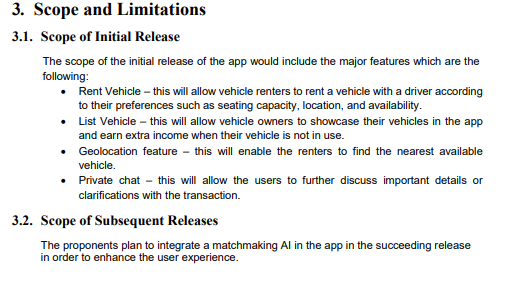 3. Scope and Limitations
3.1. Scope of Initial Release
The scope of the initial release of the app would include the major features which are the
following:
• Rent Vehicle – this will allow vehicle renters to rent a vehicle with a driver according
to their preferences such as seating capacity, location, and availability.
• List Vehicle – this will allow vehicle owners to showcase their vehicles in the app
and earn extra income when their vehicle is not in use.
• Geolocation feature – this will enable the renters to find the nearest available
vehicle.
• Private chat – this will allow the users to further discuss important details or
clarifications with the transaction.
3.2. Scope of Subsequent Releases
The proponents plan to integrate a matchmaking AI in the app in the succeeding release
in order to enhance the user experience.